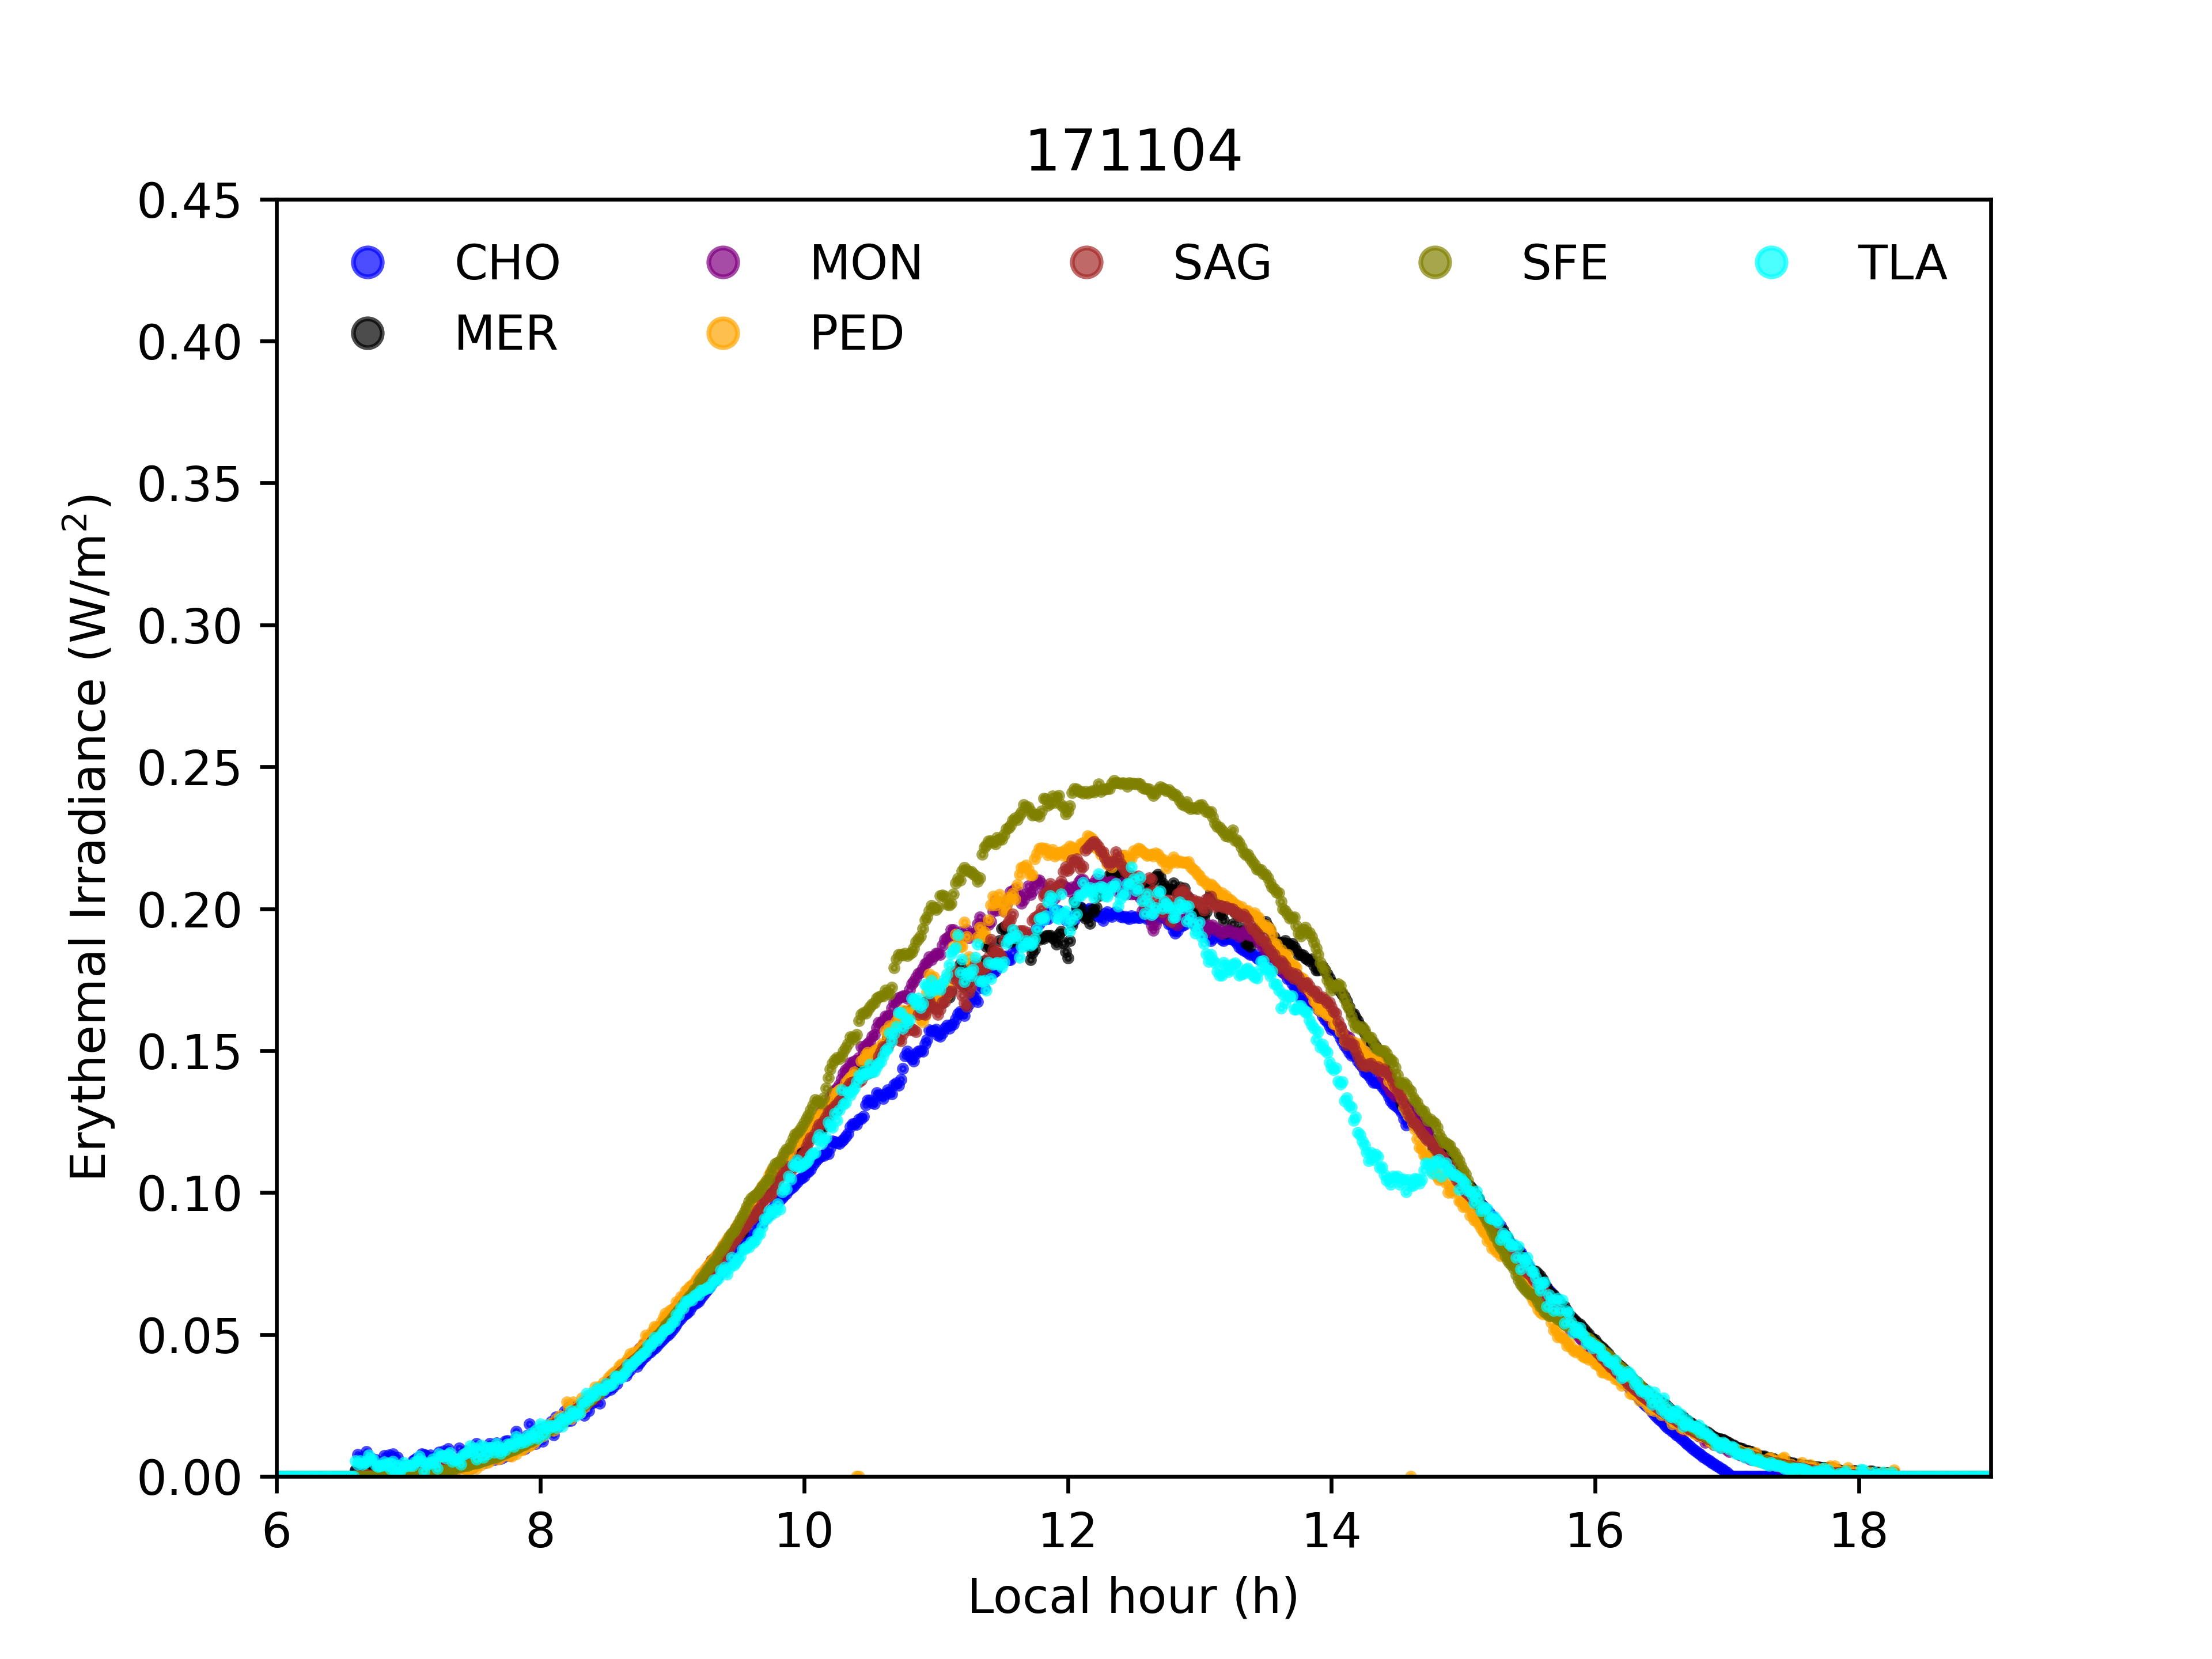 171104
0.45
0.40
0.35
0.30
0.25
0.20
0.15
0.10
0.05
0.00
Erythemal Irradiance (W/m²)
CHO MON SAG SFE TLA
MER PED
6 8 10 12 14 16 18
Local hour (h)